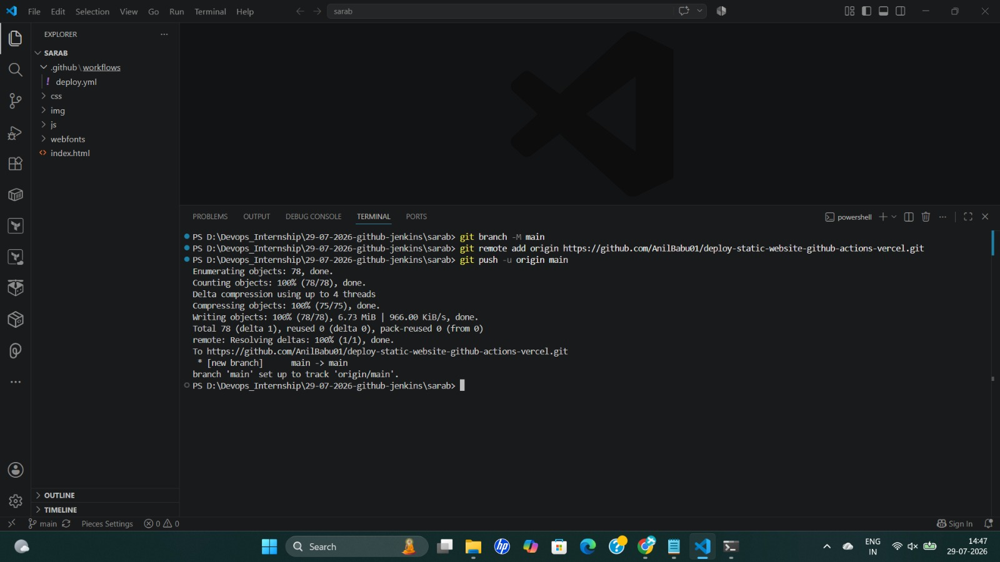 File Edit Selection View Go Run Terminal Help
sarab
EXPLORER
SARAB
.github\workflows
! deploy.yml
css
img
js
webfonts
index.html
OUTLINE
TIMELINE
PROBLEMS OUTPUT DEBUG CONSOLE TERMINAL PORTS
powershell
PS D:\Devops_Internship\29-07-2026-github-jenkins\sarab> git branch -M main
PS D:\Devops_Internship\29-07-2026-github-jenkins\sarab> git remote add origin https://github.com/AnilBabu01/deploy-static-website-github-actions-vercel.git
PS D:\Devops_Internship\29-07-2026-github-jenkins\sarab> git push -u origin main
Enumerating objects: 78, done.
Counting objects: 100% (78/78), done.
Delta compression using up to 4 threads
Compressing objects: 100% (75/75), done.
Writing objects: 100% (78/78), 6.73 MiB | 966.00 KiB/s, done.
Total 78 (delta 1), reused 0 (delta 0), pack-reused 0 (from 0)
remote: Resolving deltas: 100% (1/1), done.
To https://github.com/AnilBabu01/deploy-static-website-github-actions-vercel.git
* [new branch] main -> main
branch 'main' set up to track 'origin/main'.
PS D:\Devops_Internship\29-07-2026-github-jenkins\sarab>
main Pieces Settings 0 0 Sign In
Search
hp
ENG
IN
14:47
29-07-2026